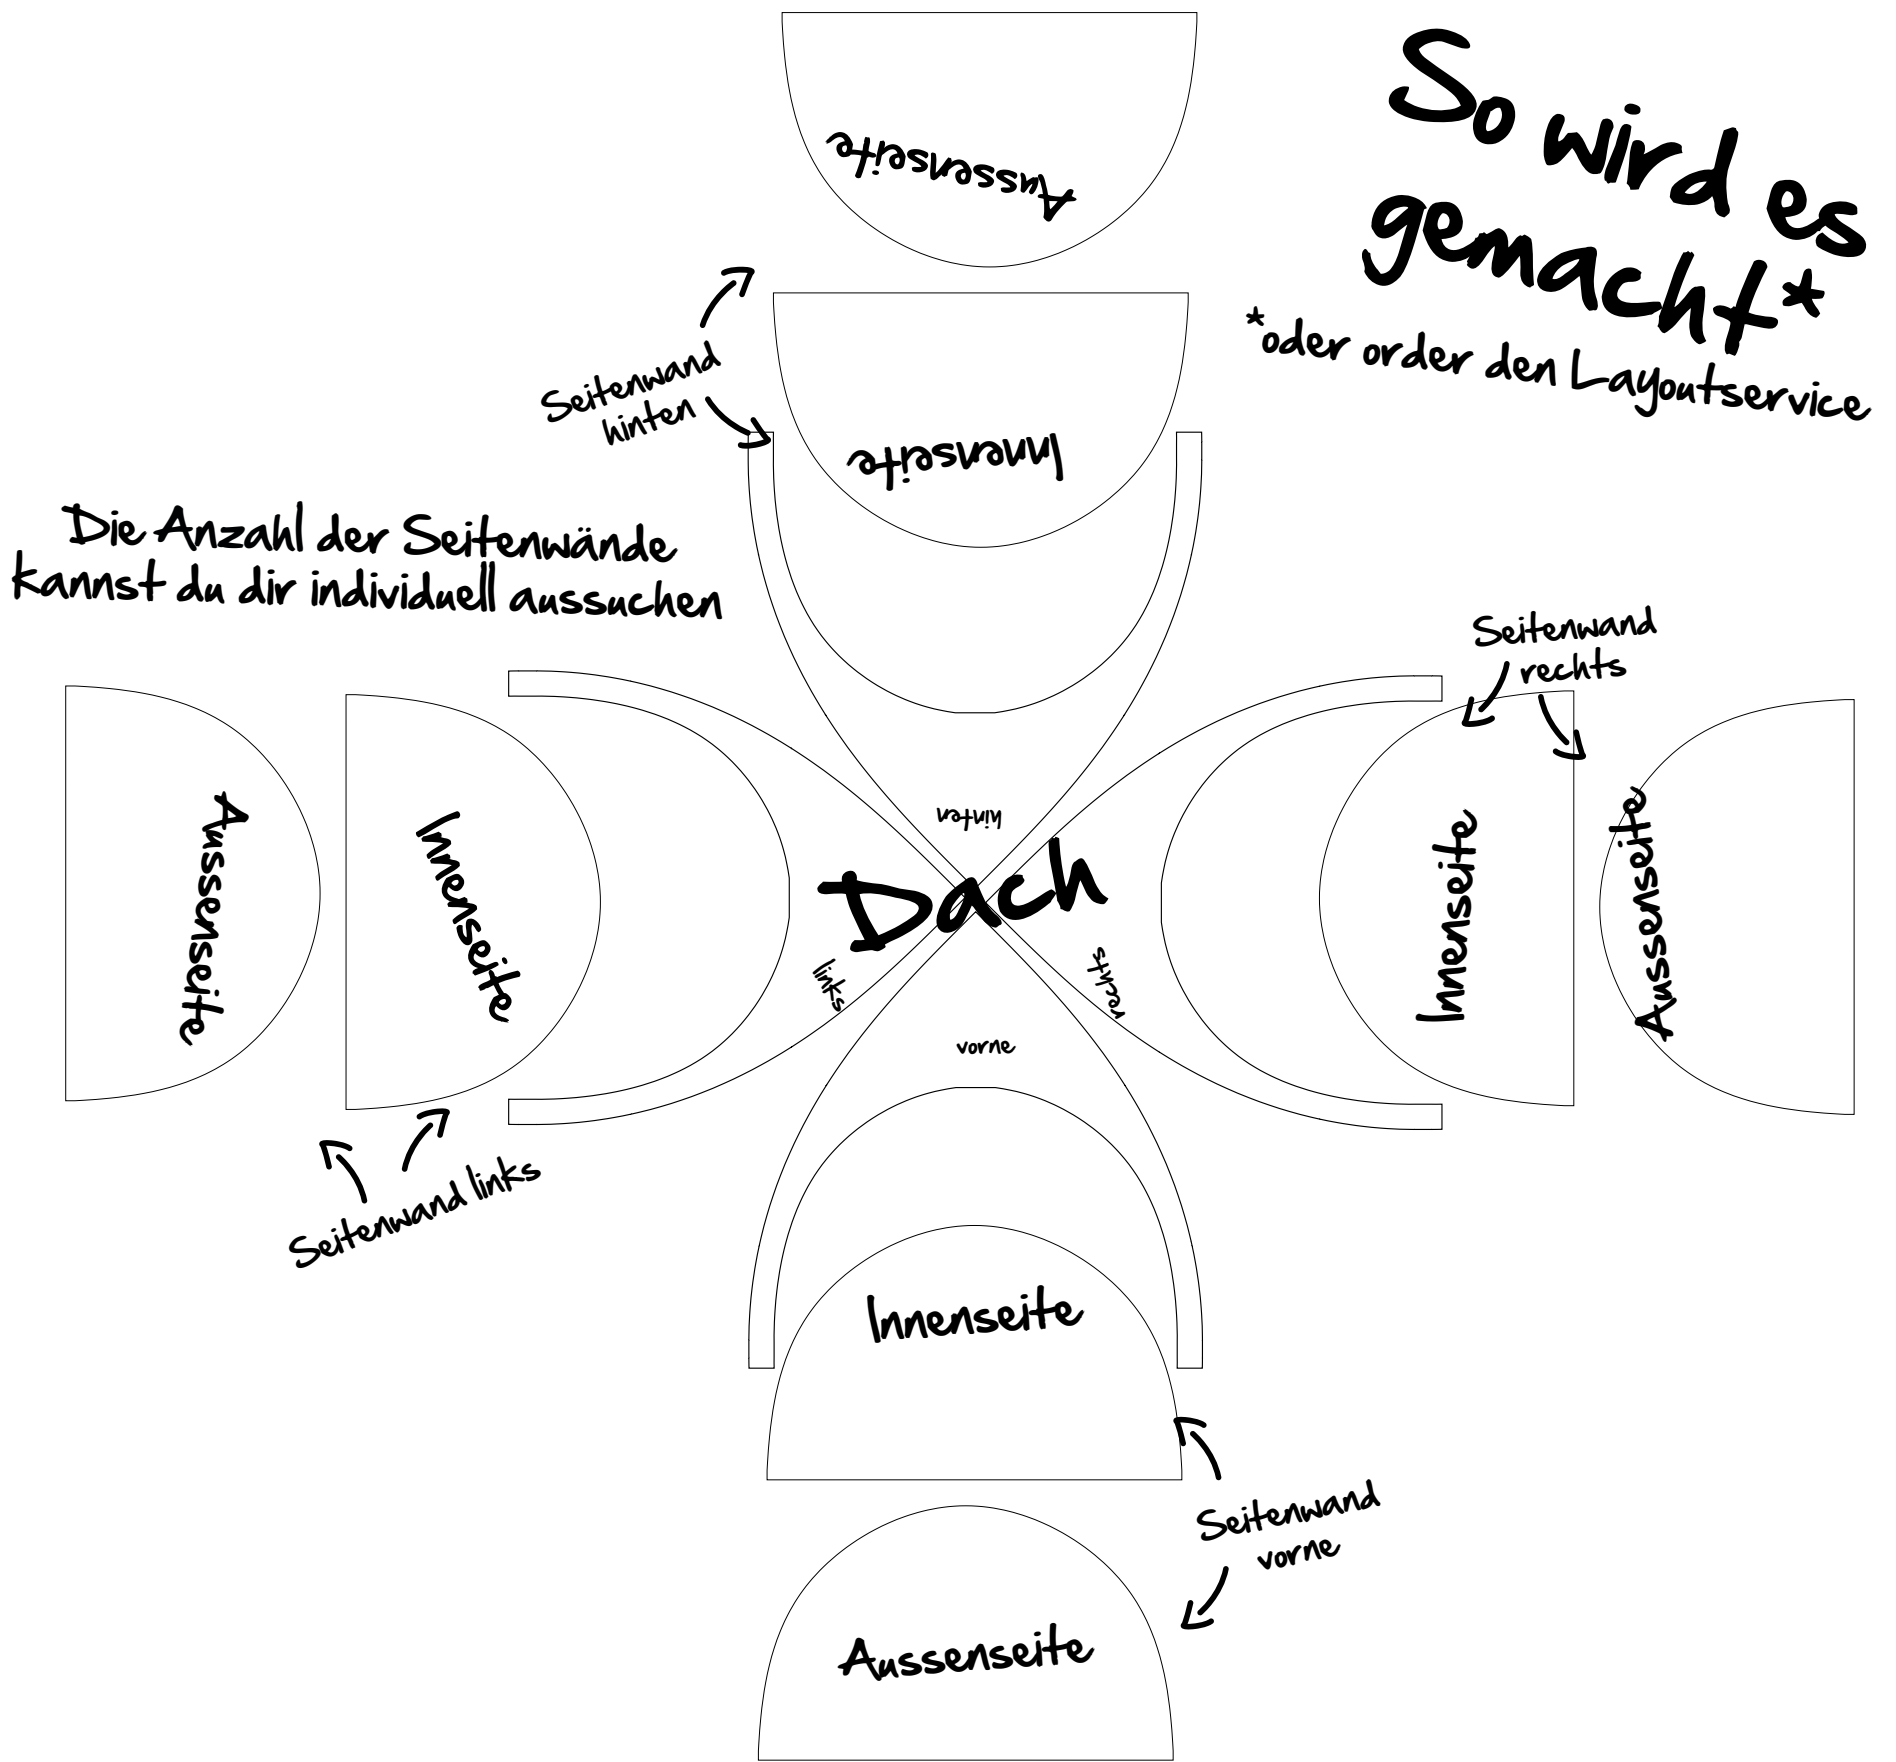 Aussenseite
So wird es
gemacht*
*oder order den Layoutservice
Seitenwand
hinten
Innenseite
Die Anzahl der Seitenwände
kannst du dir individuell aussuchen
Seitenwand
rechts
Aussenseite
Innenseite
hinten
Dach
links
rechts
vorne
Innenseite
Aussenseite
Seitenwand links
Innenseite
Seitenwand
vorne
Aussenseite